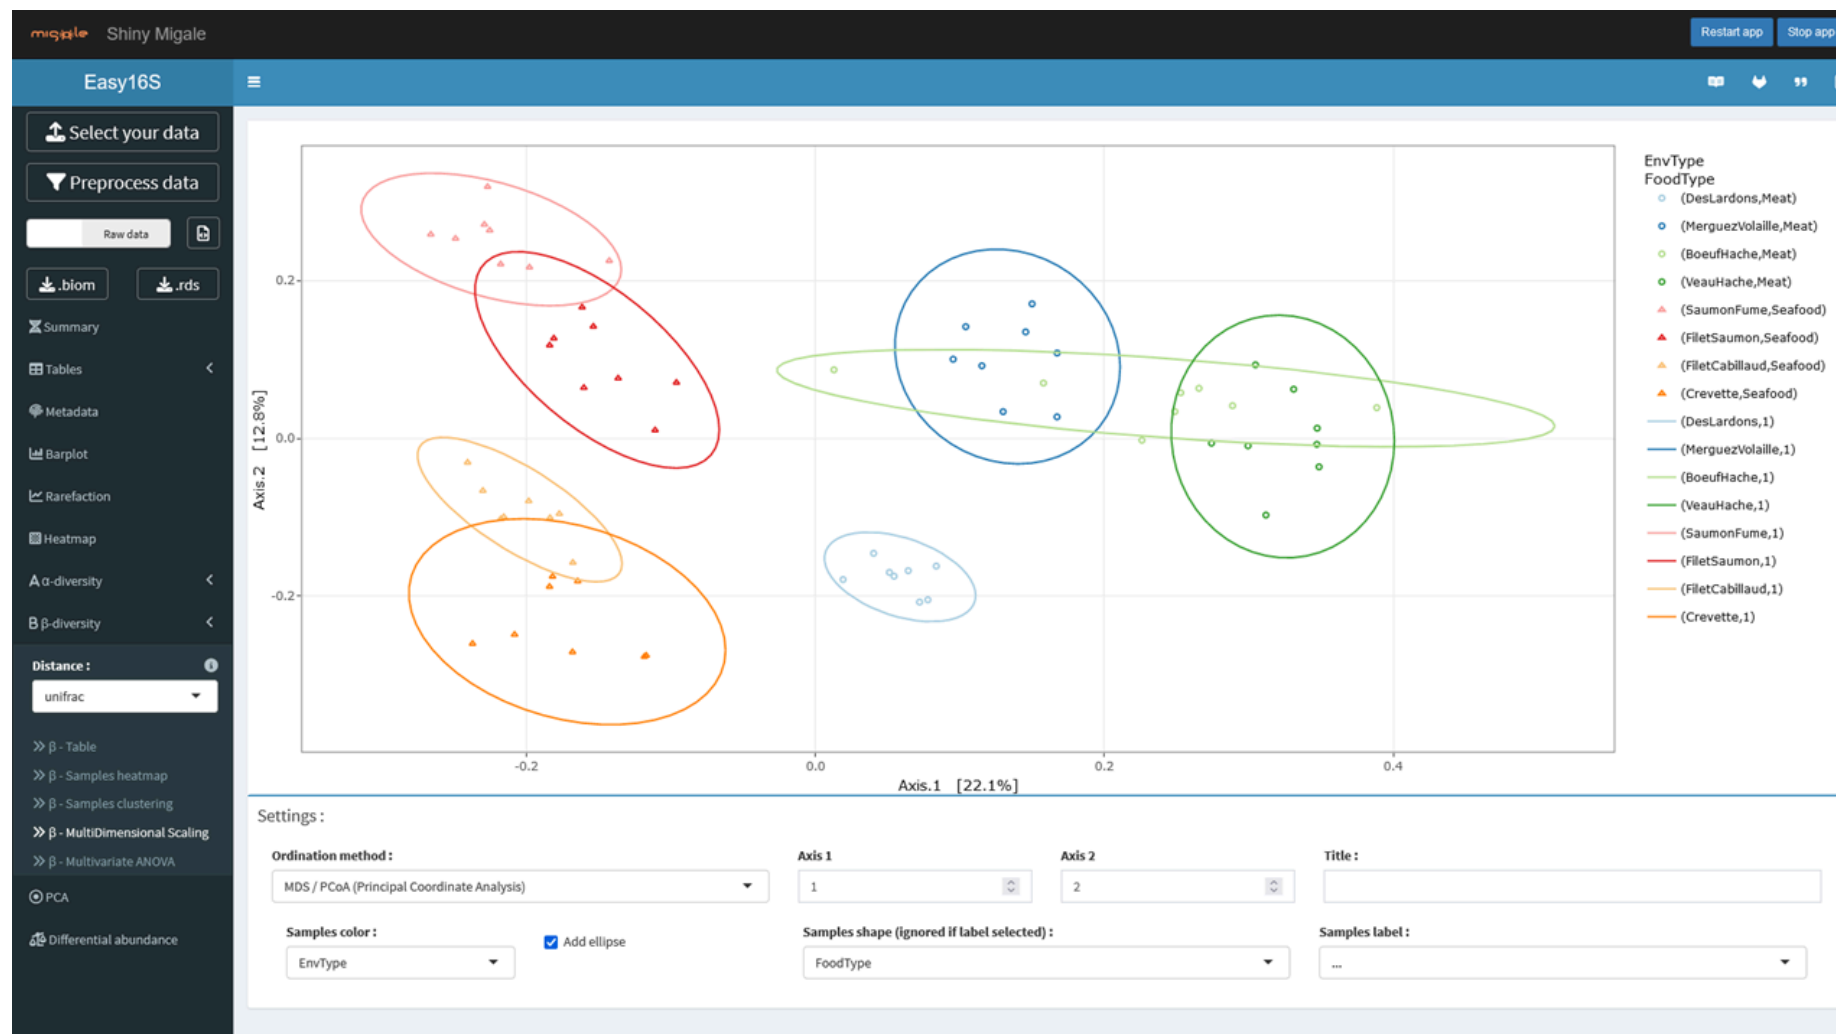 migale Shiny Migale
Restart app
Stop app
Easy16S
Select your data
Preprocess data
Raw data
.biom
.rds
Summary
Tables
Metadata
Barplot
Rarefaction
Heatmap
A α-diversity
B β-diversity
Distance :
unifrac
β - Table
β - Samples heatmap
β - Samples clustering
β - MultiDimensional Scaling
β - Multivariate ANOVA
PCA
Differential abundance
0.2
0.0
-0.2
Axis.2 [12.8%]
-0.2
0.0
0.2
0.4
Axis.1 [22.1%]
EnvType
FoodType
(DesLardons,Meat)
(MerguezVolaille,Meat)
(BoeufHache,Meat)
(VeauHache,Meat)
(SaumonFume,Seafood)
(FiletSaumon,Seafood)
(FiletCabillaud,Seafood)
(Crevette,Seafood)
(DesLardons,1)
(MerguezVolaille,1)
(BoeufHache,1)
(VeauHache,1)
(SaumonFume,1)
(FiletSaumon,1)
(FiletCabillaud,1)
(Crevette,1)
Settings :
Ordination method :
MDS / PCoA (Principal Coordinate Analysis)
Axis 1
1
Axis 2
2
Title :
Samples color :
EnvType
Add ellipse
Samples shape (ignored if label selected) :
FoodType
Samples label :
...